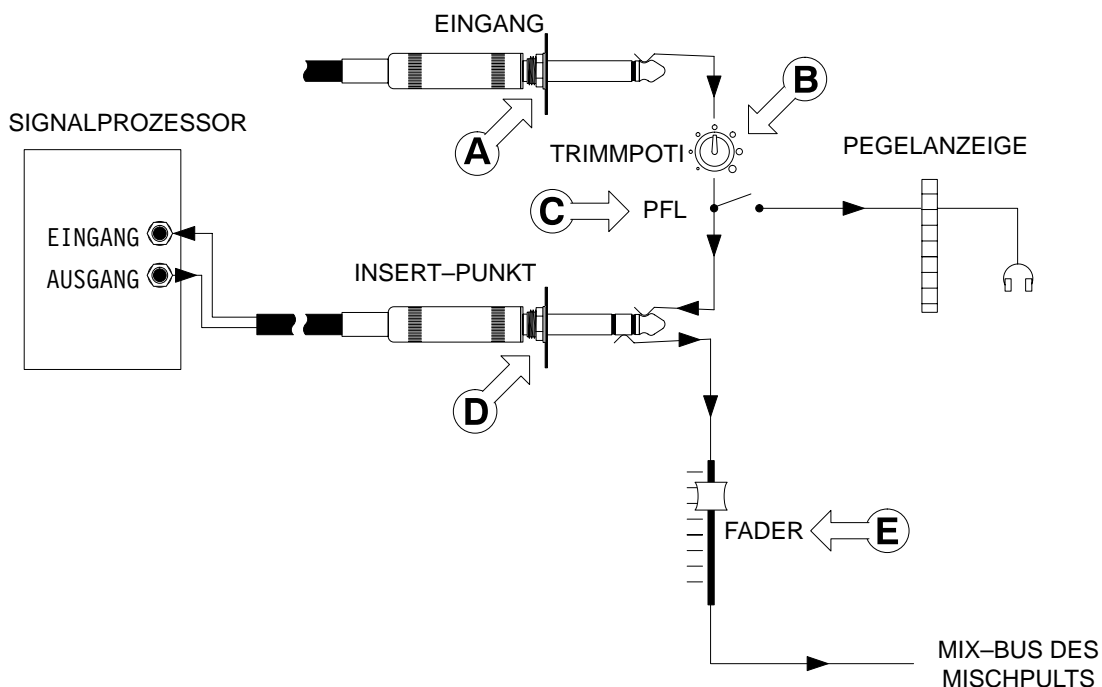 EINGANG
B
SIGNALPROZESSOR
A
TRIMMPOTI
PEGELANZEIGE
C
PFL
EINGANG
AUSGANG
INSERT–PUNKT
D
FADER
E
MIX–BUS DES
MISCHPULTS